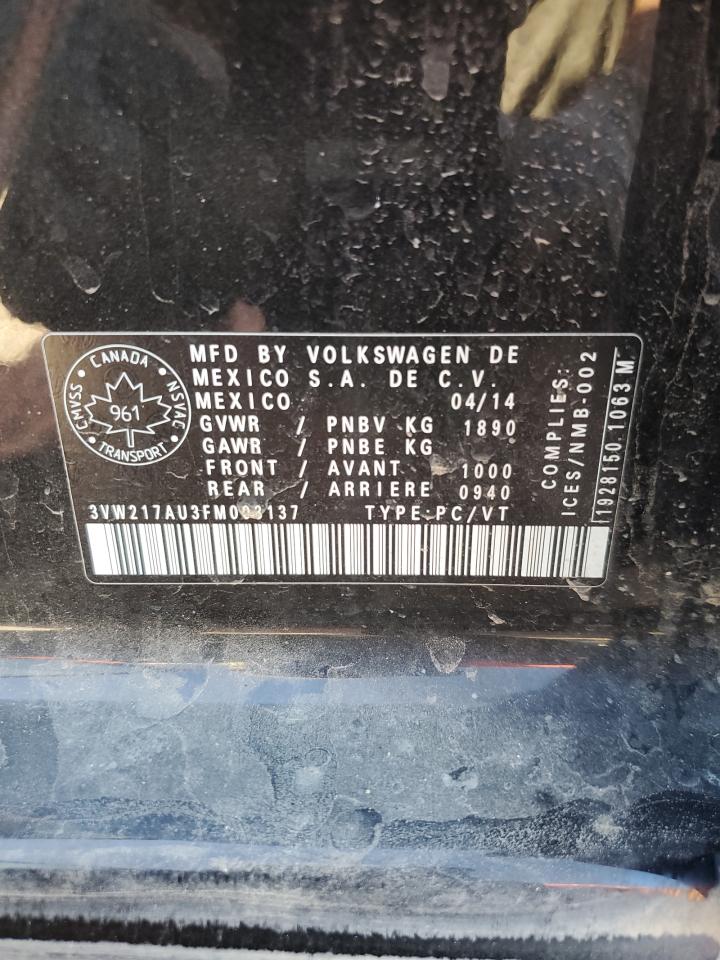 MFD BY VOLKSWAGEN DE
MEXICO S.A. DE C.V.
MEXICO 04/14
GVWR / PNBV KG 1890
GAWR / PNBE KG
FRONT / AVANT 1000
REAR / ARRIERE 0940
3VW217AU3FM003137 TYPE:PC/VT
CANADA
CMVSS NSVAC
961
TRANSPORT
COMPLIES:
ICES/NMB-002
1928150.1063 M